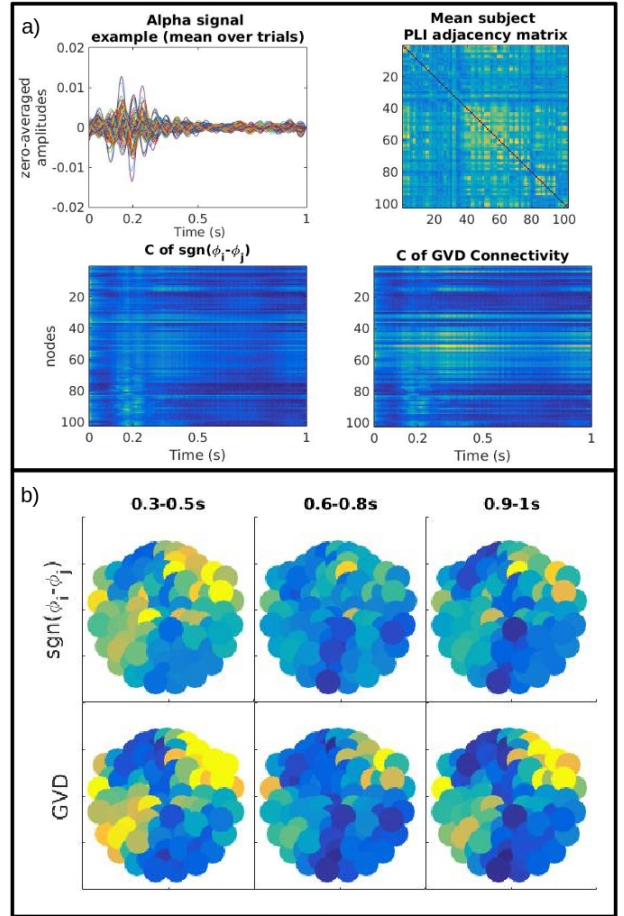 a)
Alpha signal
example (mean over trials)
zero-averaged
amplitudes
0.02
0.01
0
-0.01
-0.02
0
0.2
0.5
1
Time (s)
Mean subject
PLI adjacency matrix
20
40
60
80
100
20 40 60 80 100
C of sgn(ϕi-ϕj)
nodes
20
40
60
80
100
0
0.2
0.5
1
Time (s)
C of GVD Connectivity
20
40
60
80
100
0
0.2
0.5
1
Time (s)
b)
0.3-0.5s
0.6-0.8s
0.9-1s
sgn(ϕi-ϕj)
GVD